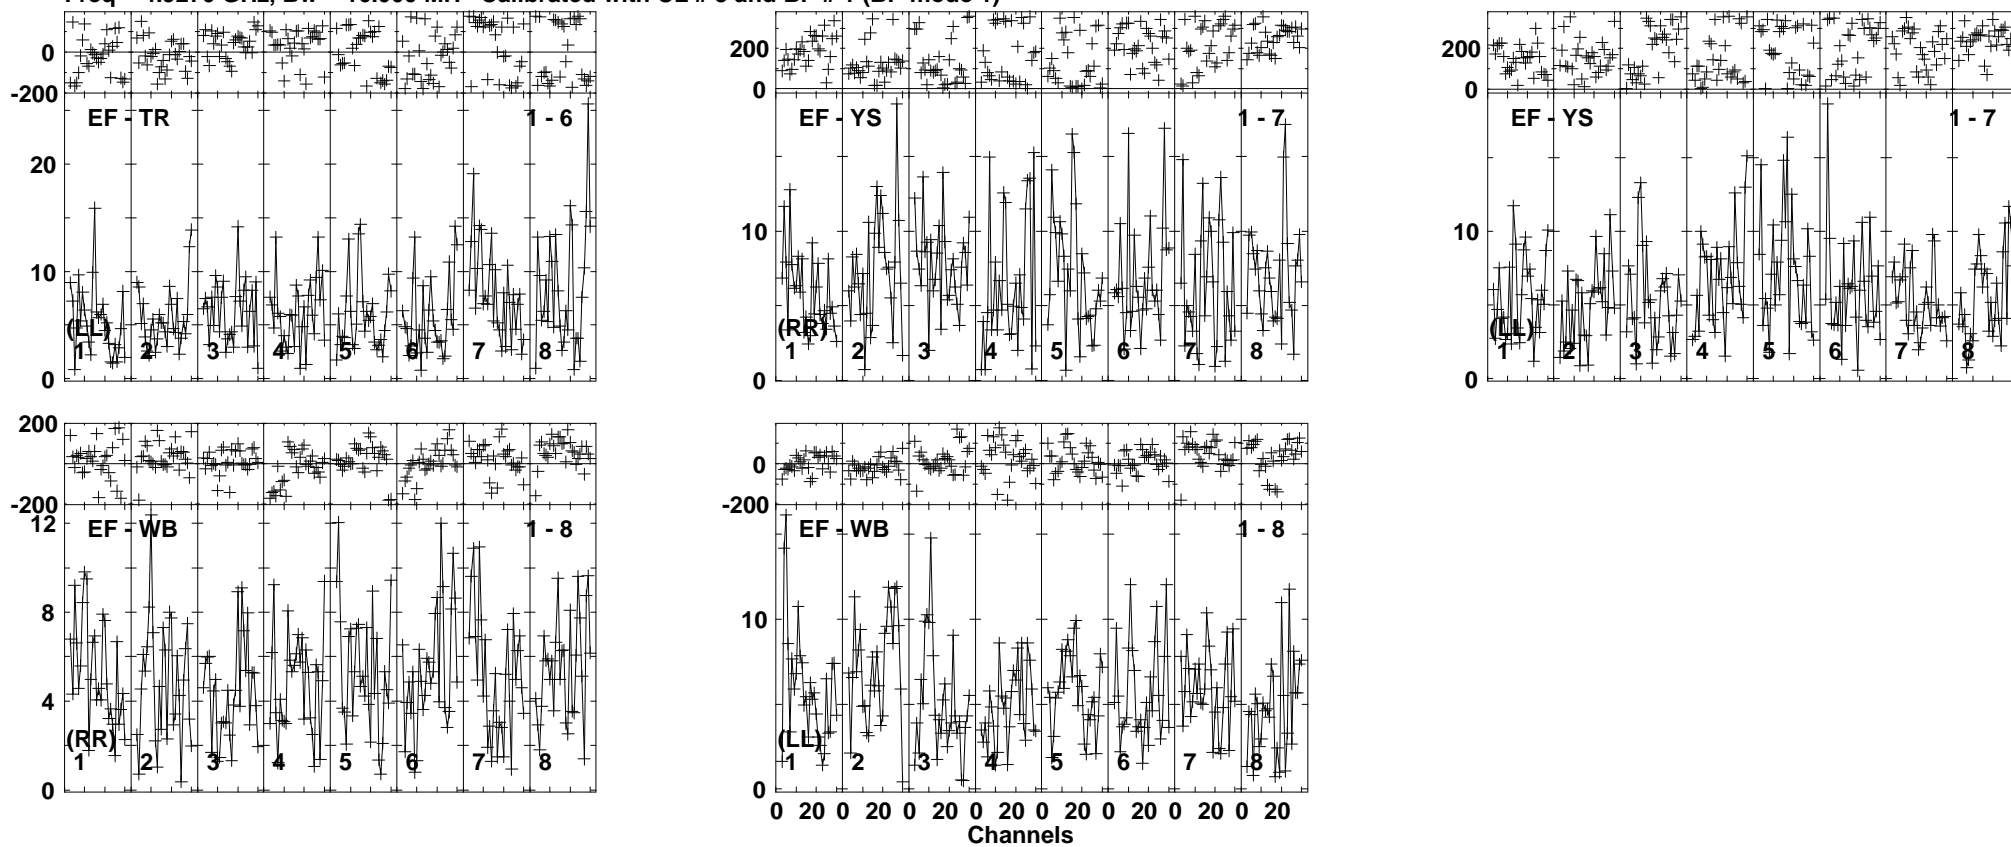 0 200 200
-200 0 0
EF - TR 1 - 6 EF - YS 1 - 7 EF - YS 1 - 7
20
10 10 10
(LL) (RR) (LL)
1 2 3 4 5 6 7 8 1 2 3 4 5 6 7 8 1 2 3 4 5 6 7 8
0 0 0
200 200
0
-200 -200
EF - WB 1 - 8 EF - WB 1 - 8
12
8 10
4
(RR) (LL)
1 2 3 4 5 6 7 8 1 2 3 4 5 6 7 8
0 0
0 20 0 20 0 20 0 20 0 20 0 20 0 20 0 20
Channels